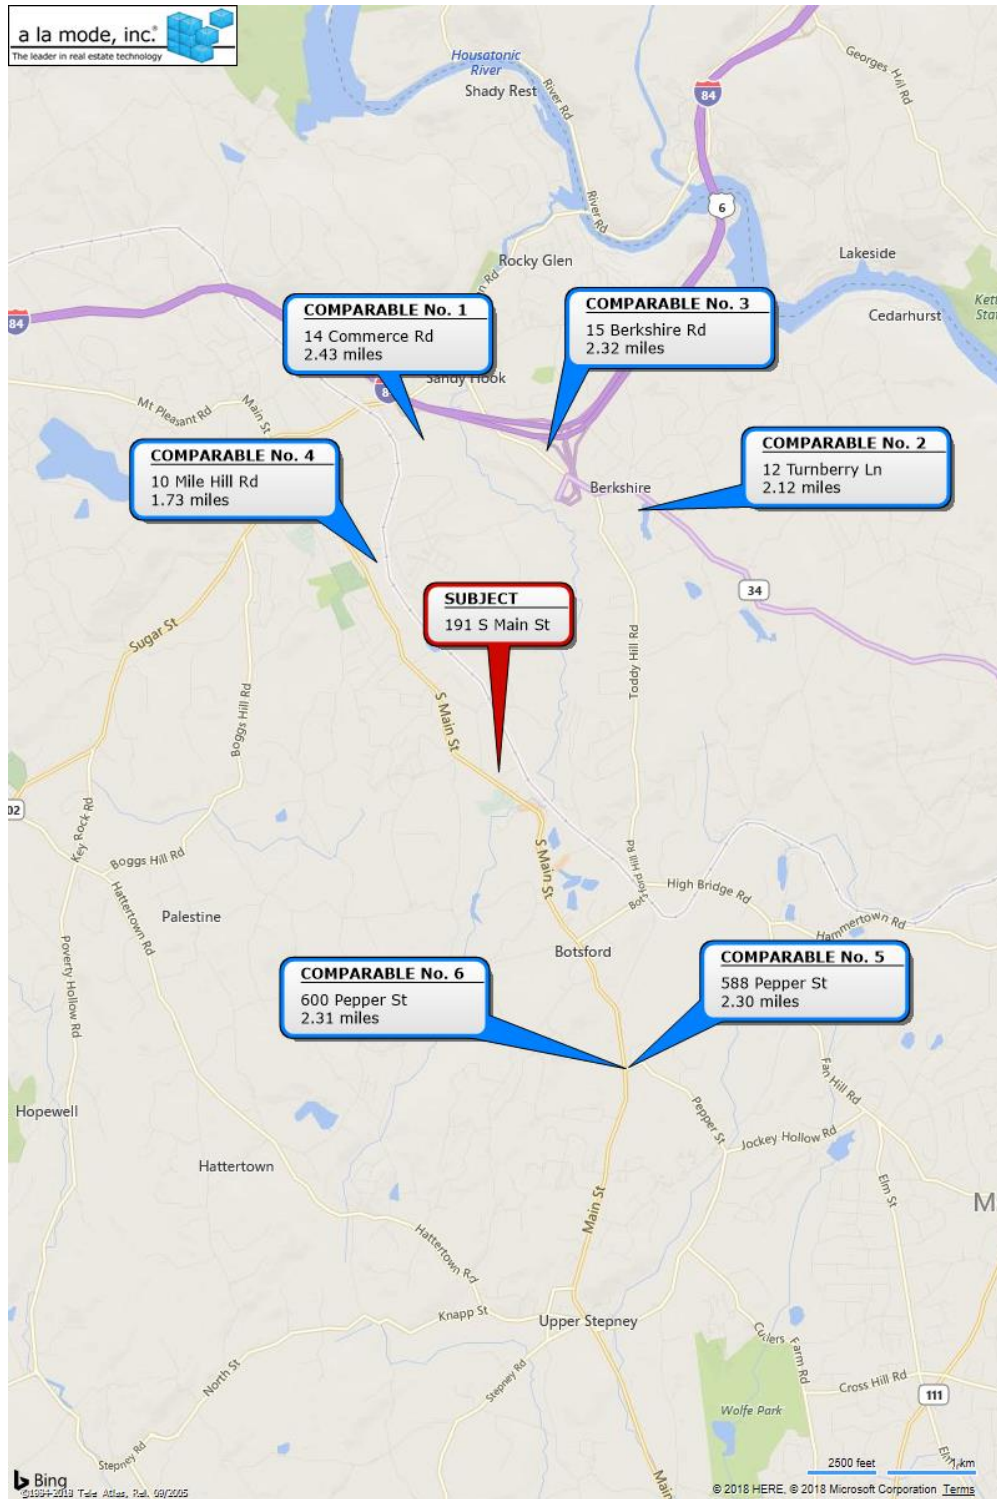 a la mode, inc.®
The leader in real estate technology
Housatonic
River
Shady Rest
River Rd
Georges Hill Rd
84
River Rd
6
Rocky Glen
Lakeside
Cedarhurst
84
COMPARABLE No. 1
14 Commerce Rd
2.43 miles
COMPARABLE No. 3
15 Berkshire Rd
2.32 miles
Sandy Hook
Mt Pleasant Rd
Main St
COMPARABLE No. 4
10 Mile Hill Rd
1.73 miles
COMPARABLE No. 2
12 Turnberry Ln
2.12 miles
Berkshire
34
SUBJECT
191 S Main St
Sugar St
Boggs Hill Rd
Toddy Hill Rd
S Main St
02
Key Rock Rd
Boggs Hill Rd
S Main St
Botsford Hill Rd
High Bridge Rd
Hattertown Rd
Palestine
Hammertown Rd
Poverty Hollow Rd
Botsford
COMPARABLE No. 6
600 Pepper St
2.31 miles
COMPARABLE No. 5
588 Pepper St
2.30 miles
Fan Hill Rd
Hopewell
Pepper St
Jockey Hollow Rd
Hattertown
Elm St
Main St
M
Hattertown Rd
Knapp St
Upper Stepney
Cutlers Farm Rd
North St
Stepney Rd
Cross Hill Rd
111
Wolfe Park
Stepney Rd
Main
2500 feet
1 km
Bing
© 2018 HERE, © 2018 Microsoft Corporation Terms